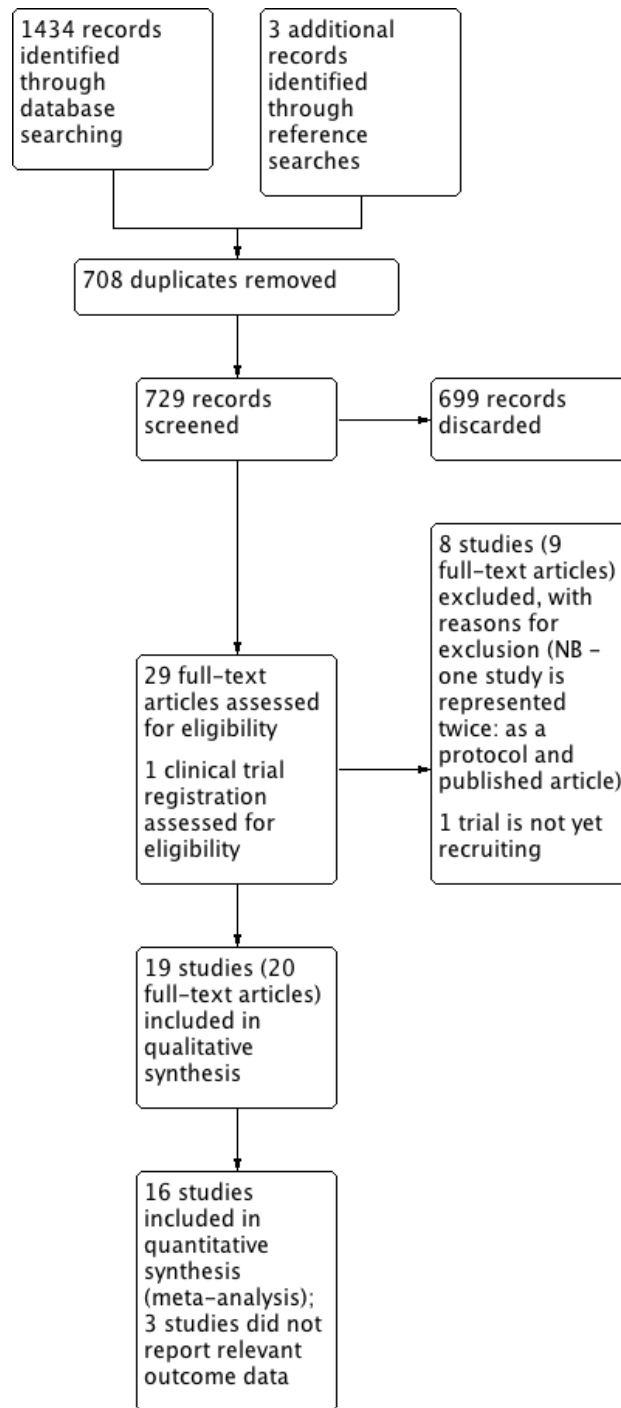 1434 records
identified
through
database
searching
3 additional
records
identified
through
reference
searches
708 duplicates removed
729 records
screened
699 records
discarded
8 studies (9
full-text articles)
excluded, with
reasons for
exclusion (NB -
one study is
represented
twice: as a
protocol and
published article)
1 trial is not yet
recruiting
29 full-text
articles assessed
for eligibility
1 clinical trial
registration
assessed for
eligibility
19 studies (20
full-text articles)
included in
qualitative
synthesis
16 studies
included in
quantitative
synthesis
(meta-analysis);
3 studies did not
report relevant
outcome data